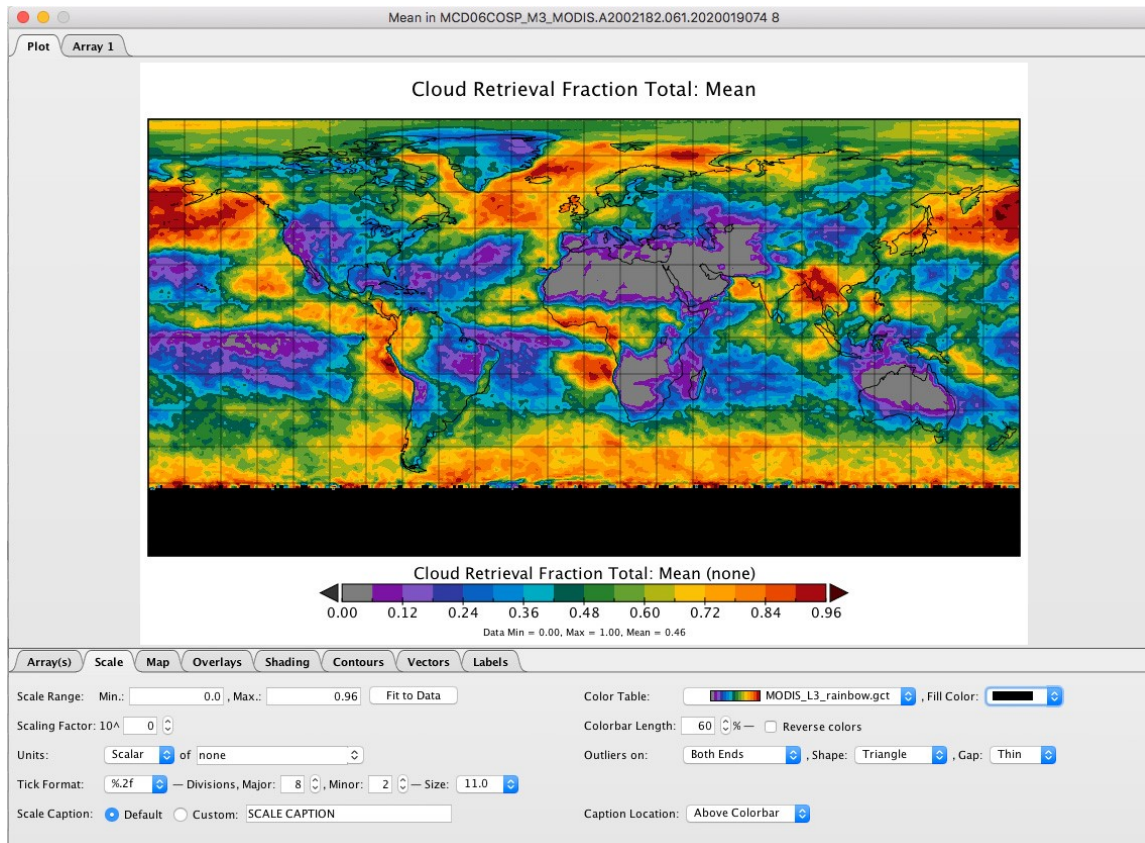 Mean in MCD06COSP_M3_MODIS.A2002182.061.2020019074 8
Plot Array 1
Cloud Retrieval Fraction Total: Mean
Cloud Retrieval Fraction Total: Mean (none)
0.00 0.12 0.24 0.36 0.48 0.60 0.72 0.84 0.96
Data Min = 0.00, Max = 1.00, Mean = 0.46
Array(s) Scale Map Overlays Shading Contours Vectors Labels
Scale Range: Min.: 0.0 , Max.: 0.96 Fit to Data Color Table: MODIS_L3_rainbow.gct , Fill Color:
Scaling Factor: 10^ 0 Colorbar Length: 60 % — Reverse colors
Units: Scalar of none Outliers on: Both Ends , Shape: Triangle , Gap: Thin
Tick Format: %.2f — Divisions, Major: 8 , Minor: 2 — Size: 11.0
Scale Caption: Default Custom: SCALE CAPTION Caption Location: Above Colorbar